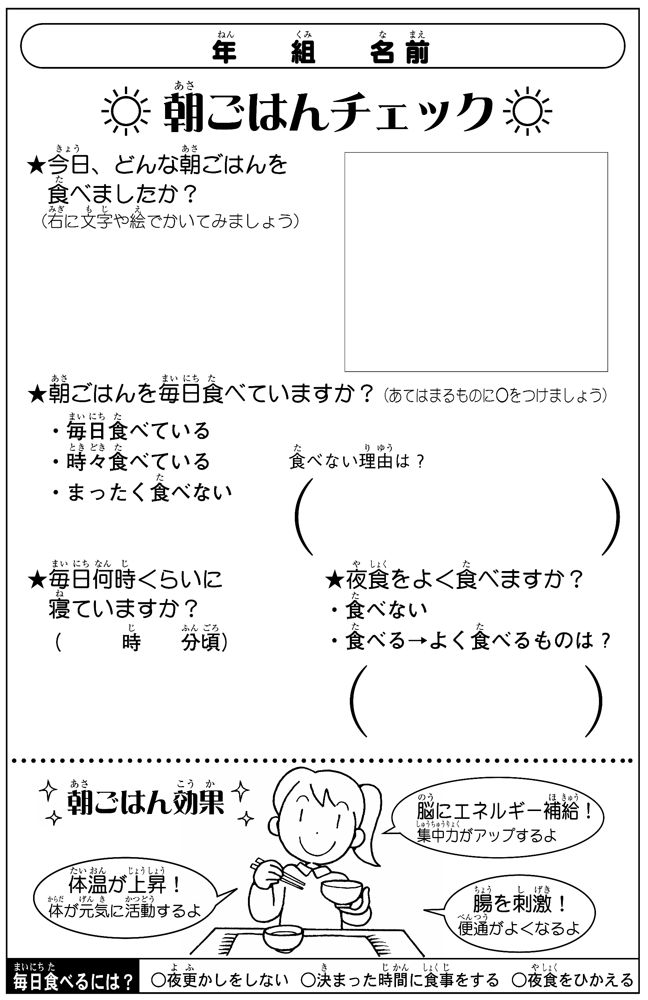 年 組 名前
朝ごはんチェック
★今日、どんな朝ごはんを
食べましたか？
（右に文字や絵でかいてみましょう）
★朝ごはんを毎日食べていますか？（あてはまるものに○をつけましょう）
・毎日食べている
・時々食べている
・まったく食べない
食べない理由は？
（ ）
★毎日何時くらいに
寝ていますか？
（ 時 分頃）
★夜食をよく食べますか？
・食べない
・食べる→よく食べるものは？
（ ）
朝ごはん効果
脳にエネルギー補給！
集中力がアップするよ
体温が上昇！
体が元気に活動するよ
腸を刺激！
便通がよくなるよ
毎日食べるには？ ○夜更かしをしない ○決まった時間に食事をする ○夜食をひかえる